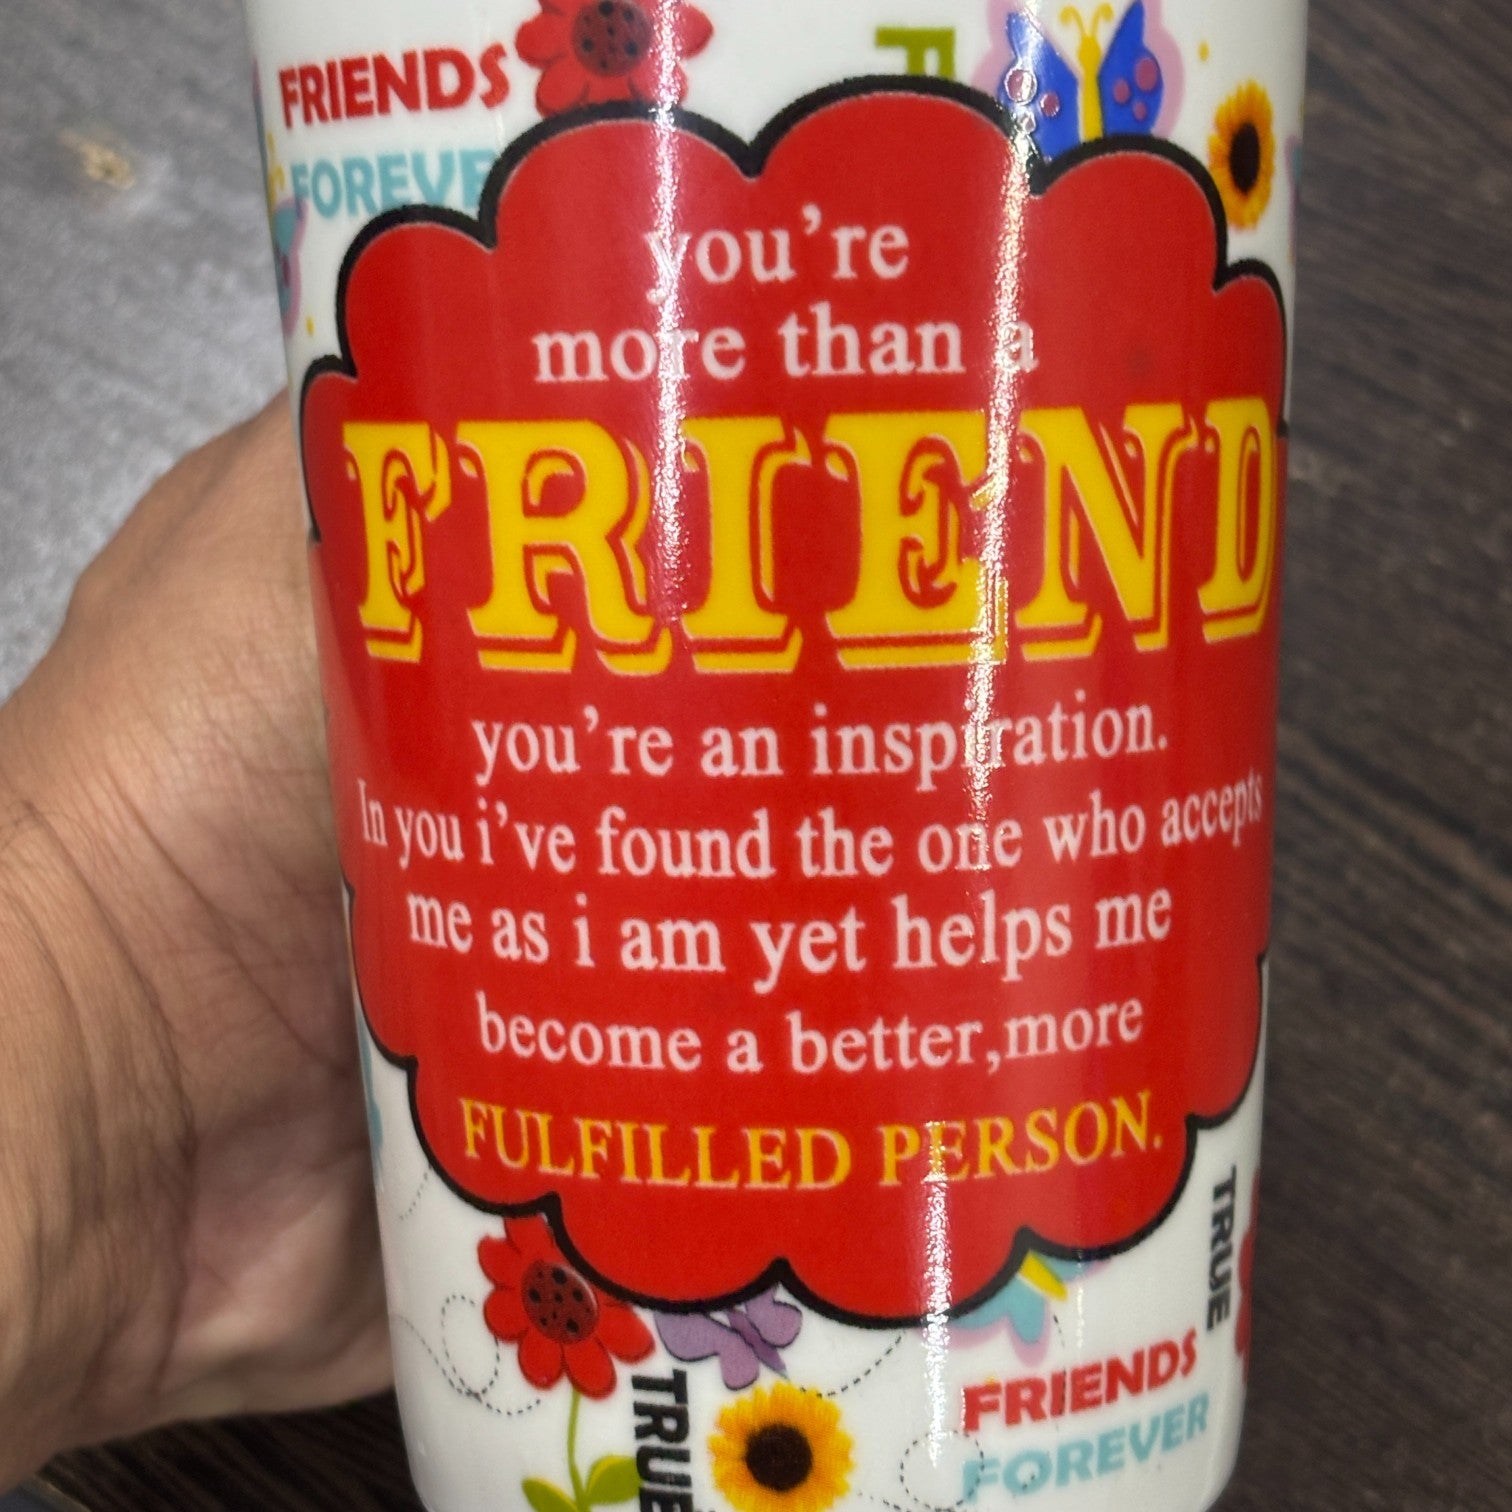 FRIENDS
FOREVE
you're
more than a
FRIEND
you're an inspiration.
In you i've found the one who accepts
me as i am yet helps me
become a better,more
FULFILLED PERSON.
TRUE
FRIENDS
FOREVER
TRUE